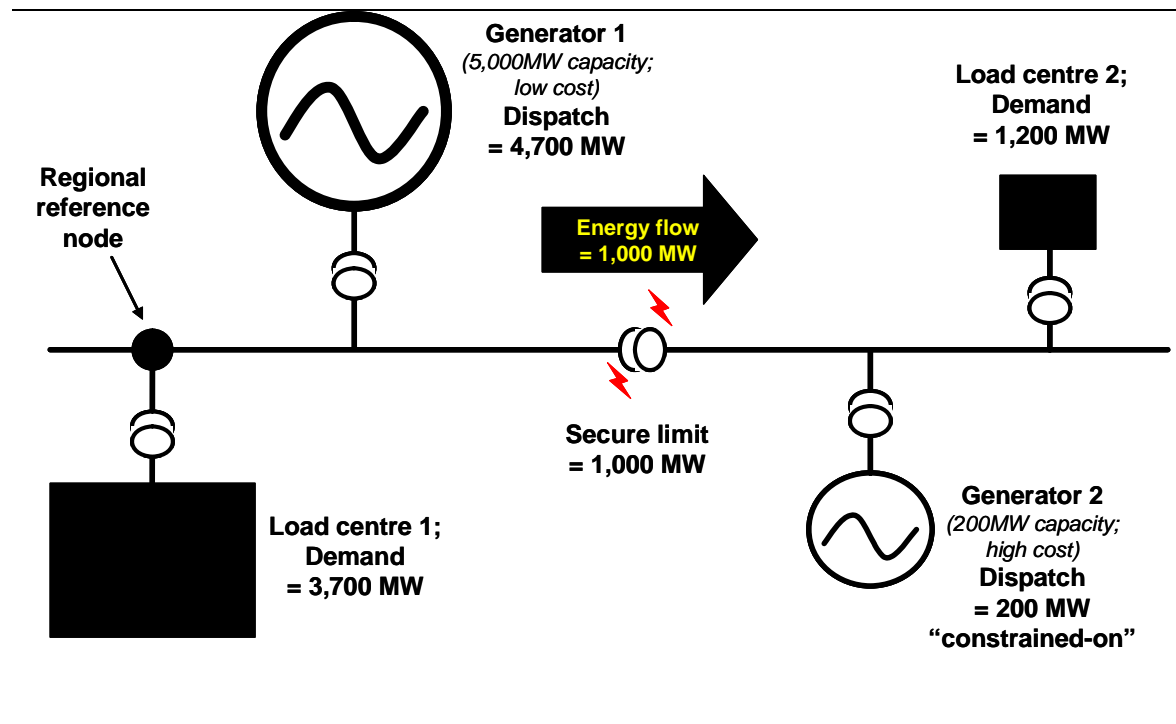 Generator 1
(5,000MW capacity;
low cost)
Dispatch
= 4,700 MW
Load centre 2;
Demand
= 1,200 MW
Regional
reference
node
Energy flow
= 1,000 MW
Secure limit
= 1,000 MW
Load centre 1;
Demand
= 3,700 MW
Generator 2
(200MW capacity;
high cost)
Dispatch
= 200 MW
“constrained-on”